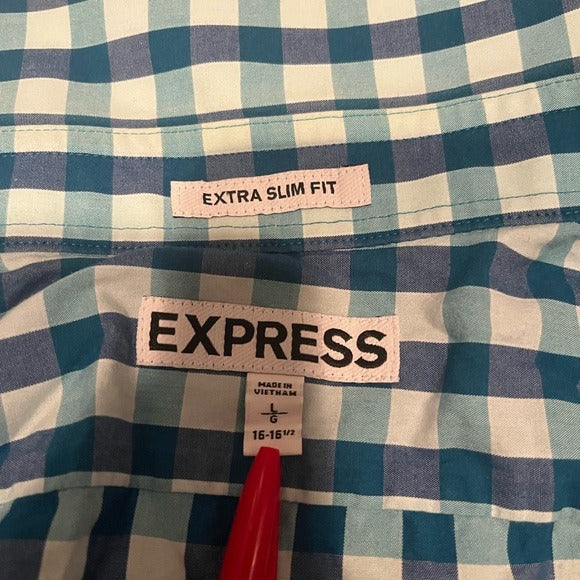 EXTRA SLIM FIT
EXPRESS
MADE IN
VIETNAM
L
G
16-16 1/2